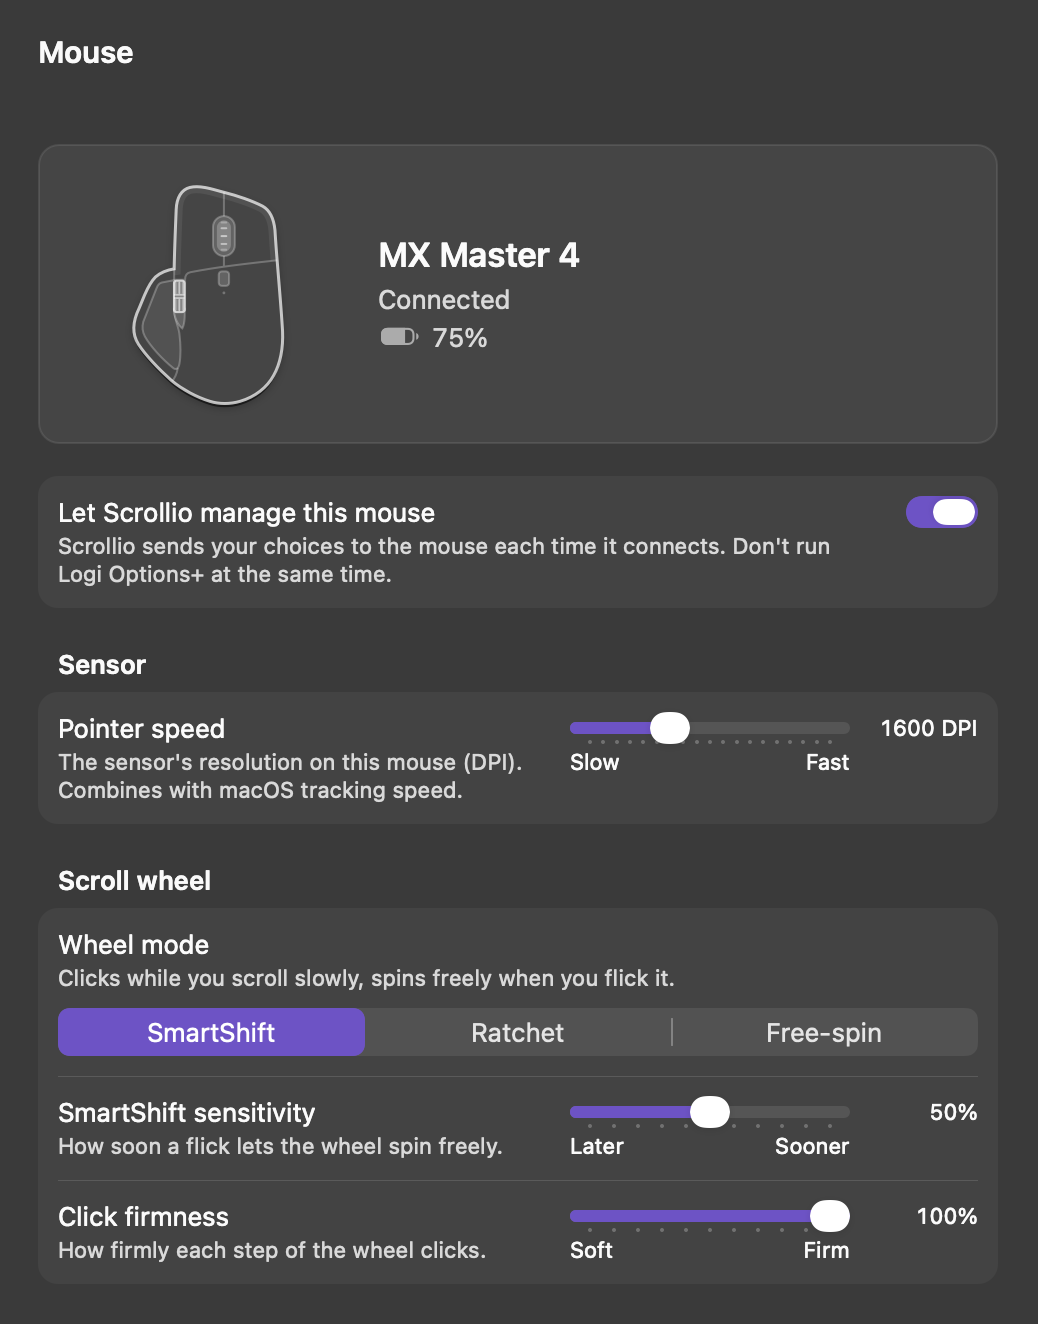 Mouse
MX Master 4
Connected
75%
Let Scrollio manage this mouse
Scrollio sends your choices to the mouse each time it connects. Don't run
Logi Options+ at the same time.
Sensor
Pointer speed
1600 DPI
The sensor's resolution on this mouse (DPI).
Combines with macOS tracking speed.
Slow
Fast
Scroll wheel
Wheel mode
Clicks while you scroll slowly, spins freely when you flick it.
SmartShift
Ratchet
Free-spin
SmartShift sensitivity
50%
How soon a flick lets the wheel spin freely.
Later
Sooner
Click firmness
100%
How firmly each step of the wheel clicks.
Soft
Firm